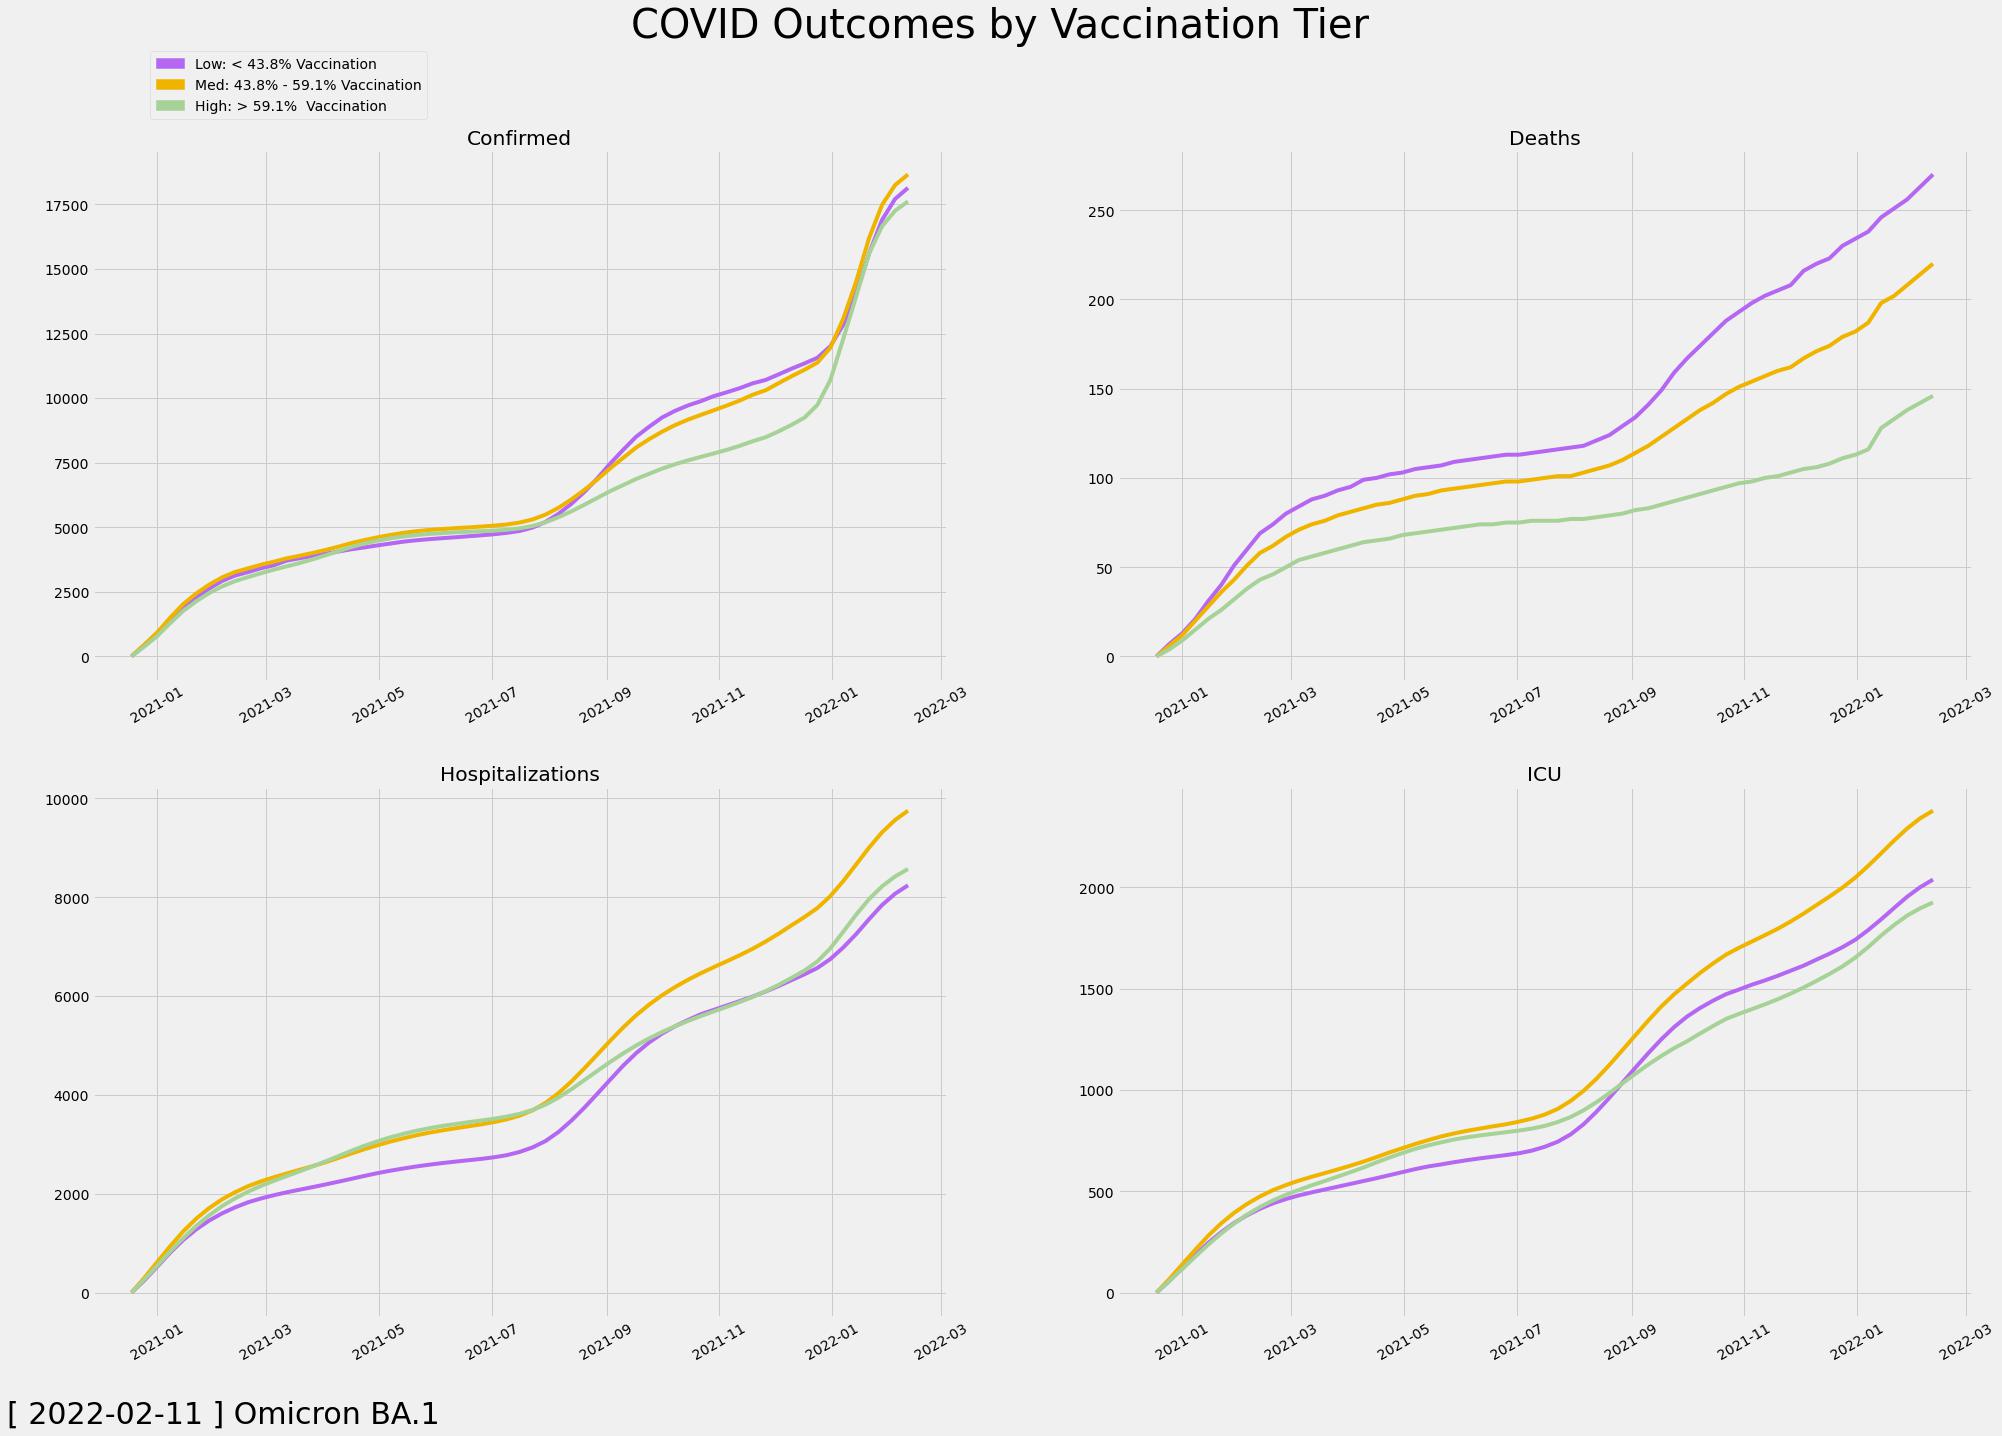 COVID Outcomes by Vaccination Tier
Low: < 43.8% Vaccination
Med: 43.8% - 59.1% Vaccination
High: > 59.1%  Vaccination
Confirmed
17500
15000
12500
10000
7500
5000
2500
0
2021-01 2021-03 2021-05 2021-07 2021-09 2021-11 2022-01 2022-03
Deaths
250
200
150
100
50
0
2021-01 2021-03 2021-05 2021-07 2021-09 2021-11 2022-01 2022-03
Hospitalizations
10000
8000
6000
4000
2000
0
2021-01 2021-03 2021-05 2021-07 2021-09 2021-11 2022-01 2022-03
ICU
2000
1500
1000
500
0
2021-01 2021-03 2021-05 2021-07 2021-09 2021-11 2022-01 2022-03
[ 2022-02-11 ] Omicron BA.1